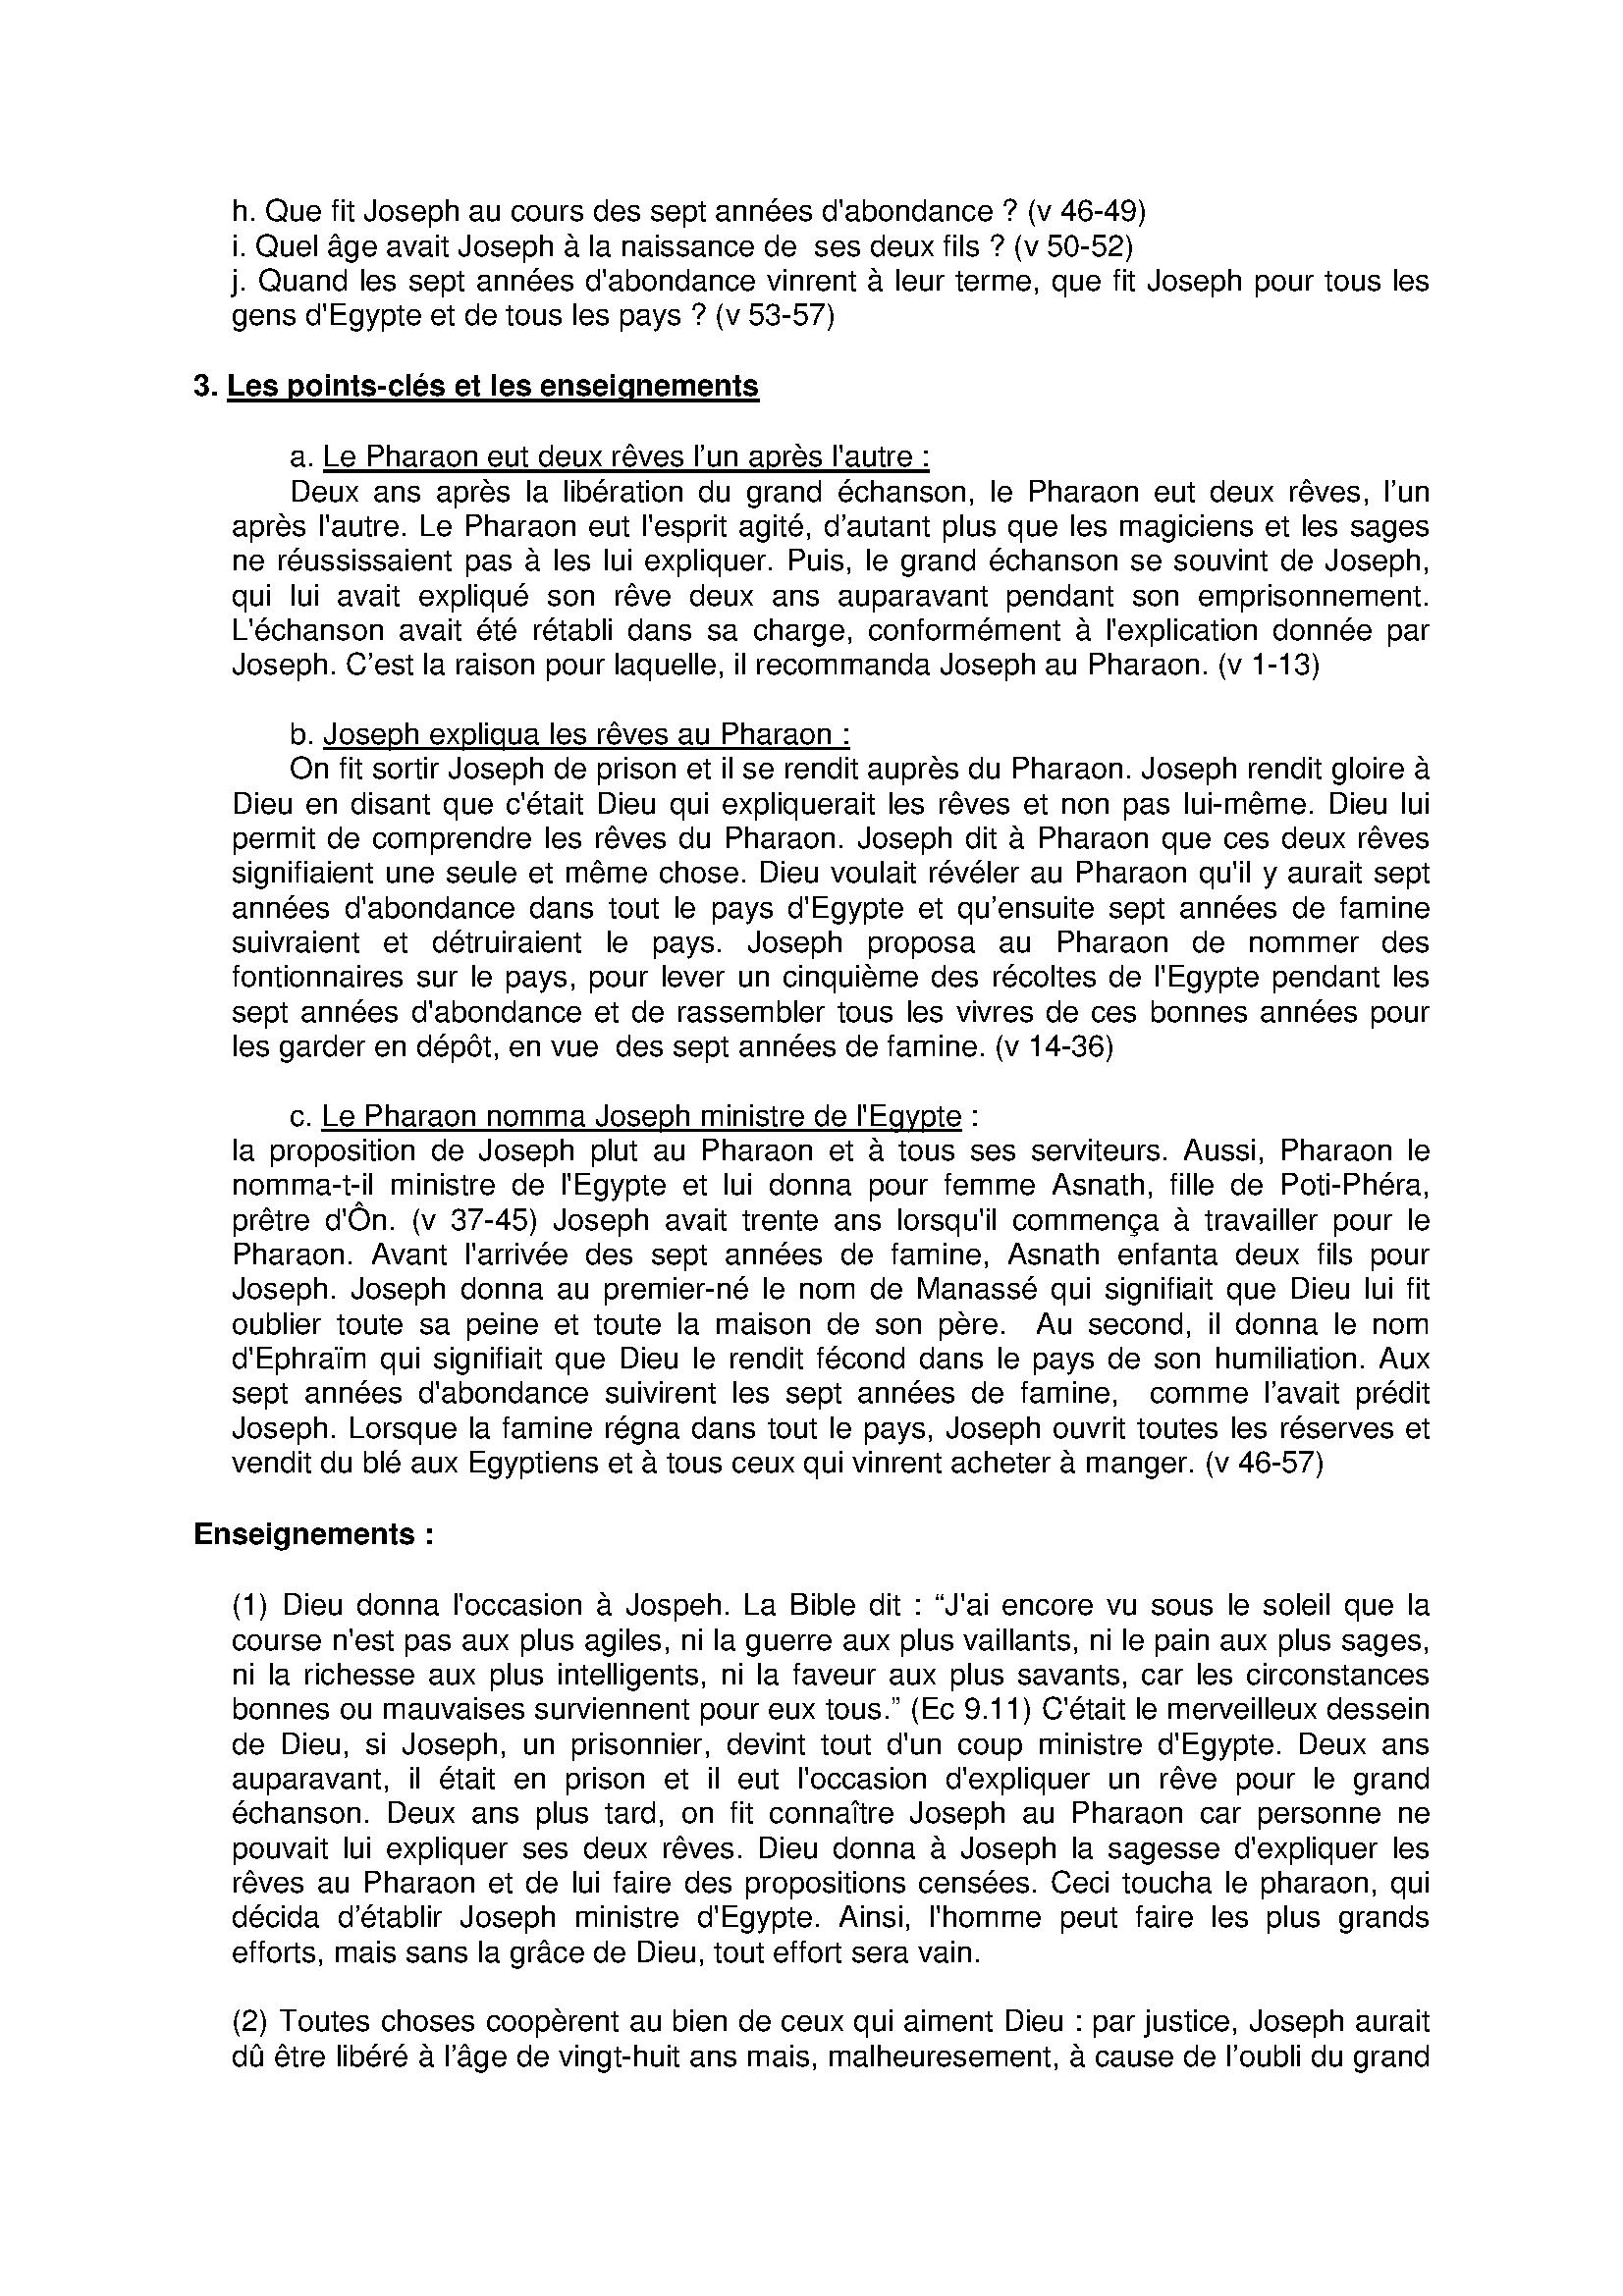 h. Que fit Joseph au cours des sept années d'abondance ? (v 46-49)
i. Quel âge avait Joseph à la naissance de  ses deux fils ? (v 50-52)
j. Quand les sept années d'abondance vinrent à leur terme, que fit Joseph pour tous les
gens d'Egypte et de tous les pays ? (v 53-57)
3. Les points-clés et les enseignements
a. Le Pharaon eut deux rêves l’un après l'autre :
Deux ans après la libération du grand échanson, le Pharaon eut deux rêves, l’un
après l'autre. Le Pharaon eut l'esprit agité, d’autant plus que les magiciens et les sages
ne réussissaient pas à les lui expliquer. Puis, le grand échanson se souvint de Joseph,
qui lui avait expliqué son rêve deux ans auparavant pendant son emprisonnement.
L'échanson avait été rétabli dans sa charge, conformément à l'explication donnée par
Joseph. C’est la raison pour laquelle, il recommanda Joseph au Pharaon. (v 1-13)
b. Joseph expliqua les rêves au Pharaon :
On fit sortir Joseph de prison et il se rendit auprès du Pharaon. Joseph rendit gloire à
Dieu en disant que c'était Dieu qui expliquerait les rêves et non pas lui-même. Dieu lui
permit de comprendre les rêves du Pharaon. Joseph dit à Pharaon que ces deux rêves
signifiaient une seule et même chose. Dieu voulait révéler au Pharaon qu'il y aurait sept
années d'abondance dans tout le pays d'Egypte et qu’ensuite sept années de famine
suivraient et détruiraient le pays. Joseph proposa au Pharaon de nommer des
fontionnaires sur le pays, pour lever un cinquième des récoltes de l'Egypte pendant les
sept années d'abondance et de rassembler tous les vivres de ces bonnes années pour
les garder en dépôt, en vue  des sept années de famine. (v 14-36)
c. Le Pharaon nomma Joseph ministre de l'Egypte :
la proposition de Joseph plut au Pharaon et à tous ses serviteurs. Aussi, Pharaon le
nomma-t-il ministre de l'Egypte et lui donna pour femme Asnath, fille de Poti-Phéra,
prêtre d'Ôn. (v 37-45) Joseph avait trente ans lorsqu'il commença à travailler pour le
Pharaon. Avant l'arrivée des sept années de famine, Asnath enfanta deux fils pour
Joseph. Joseph donna au premier-né le nom de Manassé qui signifiait que Dieu lui fit
oublier toute sa peine et toute la maison de son père.  Au second, il donna le nom
d'Ephraïm qui signifiait que Dieu le rendit fécond dans le pays de son humiliation. Aux
sept années d'abondance suivirent les sept années de famine,  comme l’avait prédit
Joseph. Lorsque la famine régna dans tout le pays, Joseph ouvrit toutes les réserves et
vendit du blé aux Egyptiens et à tous ceux qui vinrent acheter à manger. (v 46-57)
Enseignements :
(1) Dieu donna l'occasion à Jospeh. La Bible dit : “J'ai encore vu sous le soleil que la
course n'est pas aux plus agiles, ni la guerre aux plus vaillants, ni le pain aux plus sages,
ni la richesse aux plus intelligents, ni la faveur aux plus savants, car les circonstances
bonnes ou mauvaises surviennent pour eux tous.” (Ec 9.11) C'était le merveilleux dessein
de Dieu, si Joseph, un prisonnier, devint tout d'un coup ministre d'Egypte. Deux ans
auparavant, il était en prison et il eut l'occasion d'expliquer un rêve pour le grand
échanson. Deux ans plus tard, on fit connaître Joseph au Pharaon car personne ne
pouvait lui expliquer ses deux rêves. Dieu donna à Joseph la sagesse d'expliquer les
rêves au Pharaon et de lui faire des propositions censées. Ceci toucha le pharaon, qui
décida d’établir Joseph ministre d'Egypte. Ainsi, l'homme peut faire les plus grands
efforts, mais sans la grâce de Dieu, tout effort sera vain.
(2) Toutes choses coopèrent au bien de ceux qui aiment Dieu : par justice, Joseph aurait
dû être libéré à l’âge de vingt-huit ans mais, malheuresement, à cause de l’oubli du grand